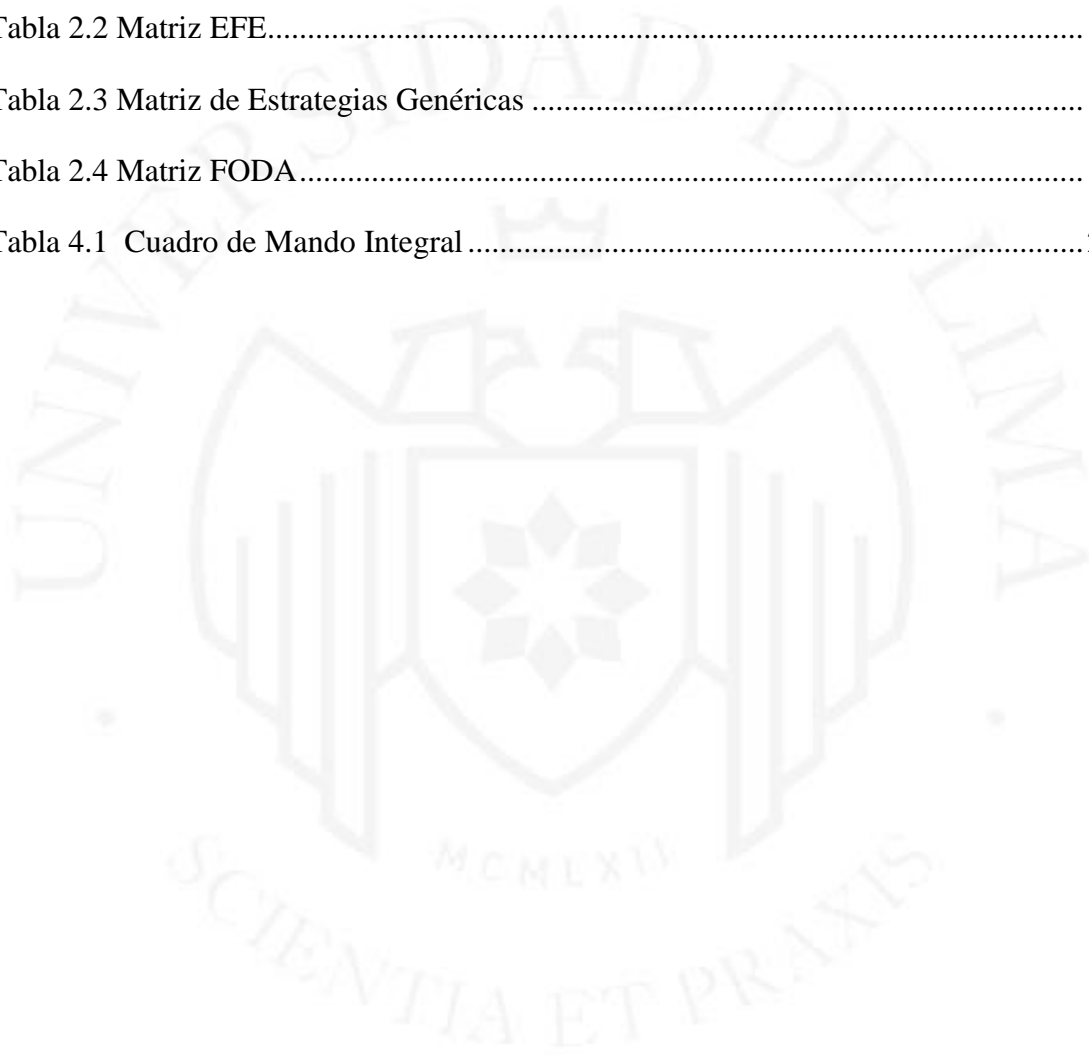 Tabla 2.2 Matriz EFE......................................................................................................
Tabla 2.3 Matriz de Estrategias Genéricas .....................................................................
Tabla 2.4 Matriz FODA..................................................................................................
Tabla 4.1  Cuadro de Mando Integral .............................................................................
UNIVERSIDAD DE LIMA
MCMLXII
SCIENTIA ET PRAXIS